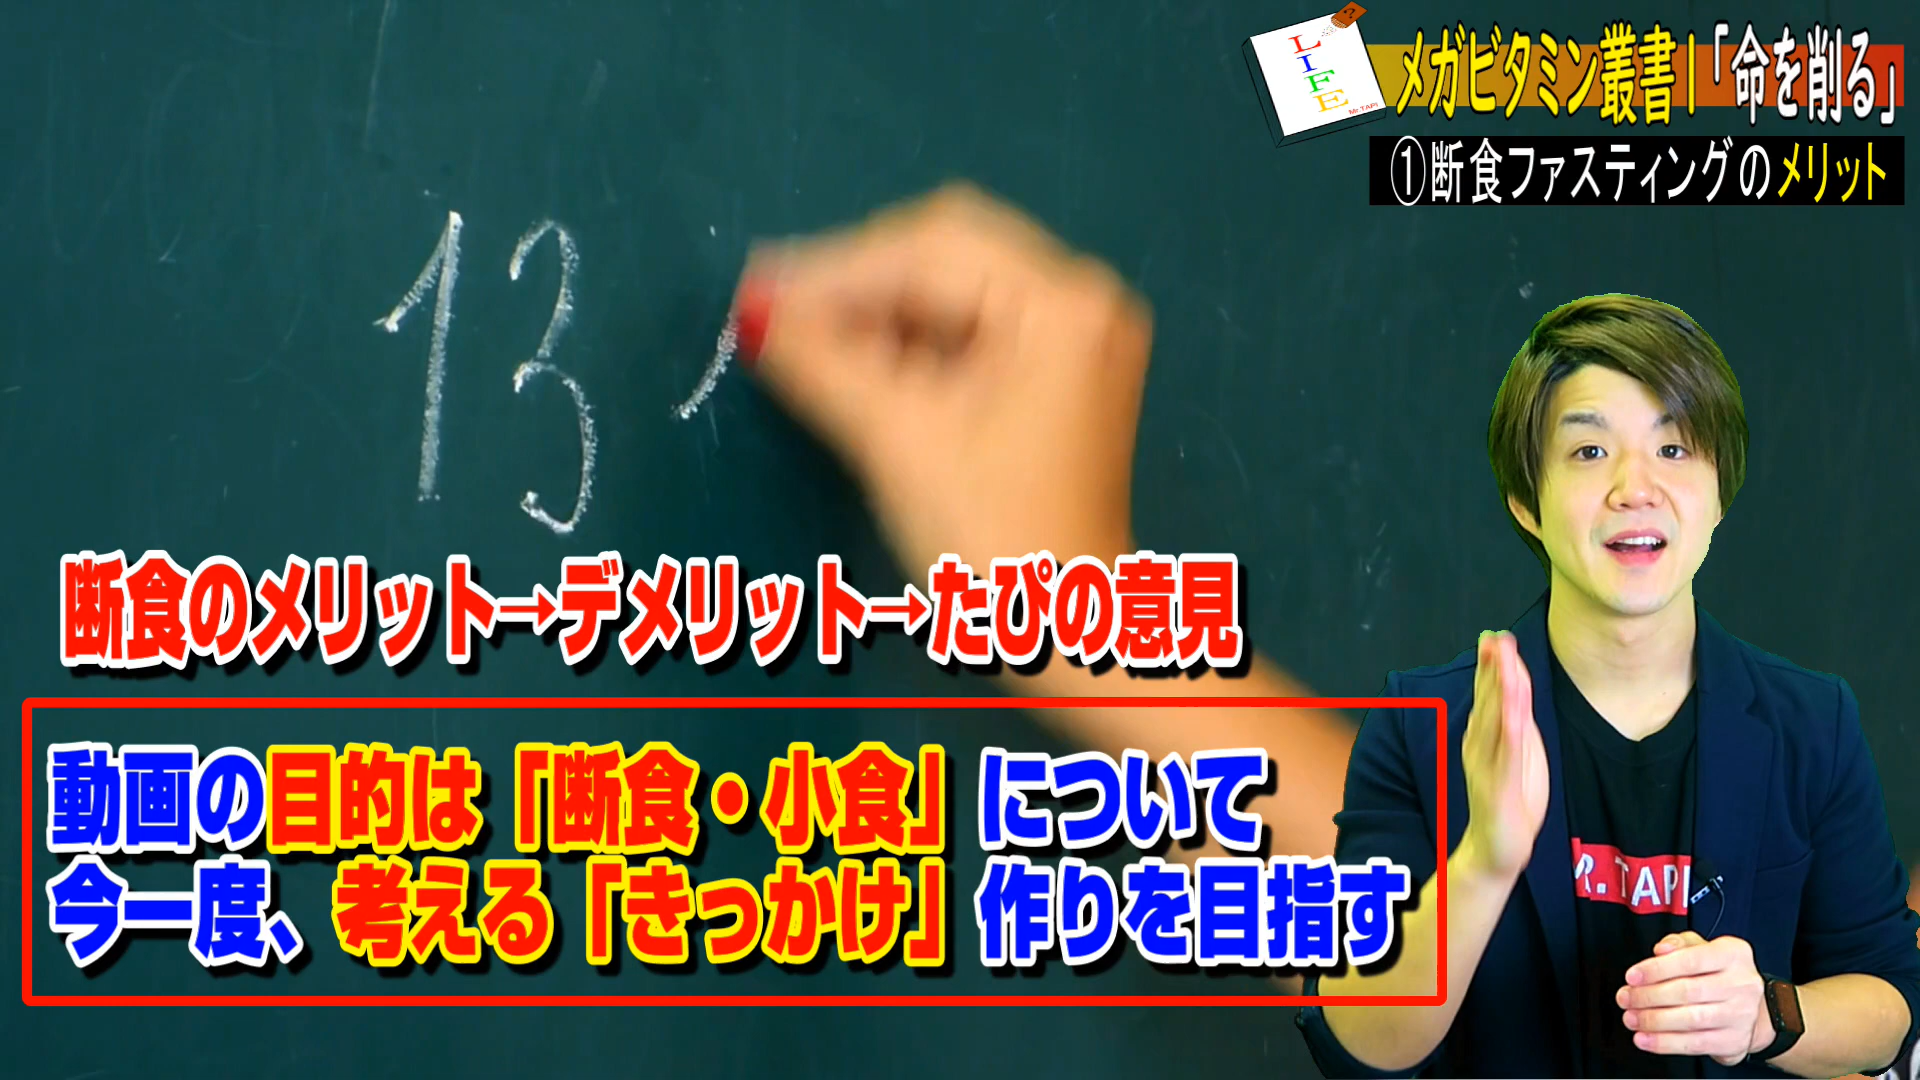 LIFE
Mr.TAPI
メガビタミン叢書Ⅰ「命を削る」
①断食ファスティングのメリット
13
断食のメリット→デメリット→たぴの意見
動画の目的は「断食・小食」について
今一度、考える「きっかけ」作りを目指す
R. TAPI